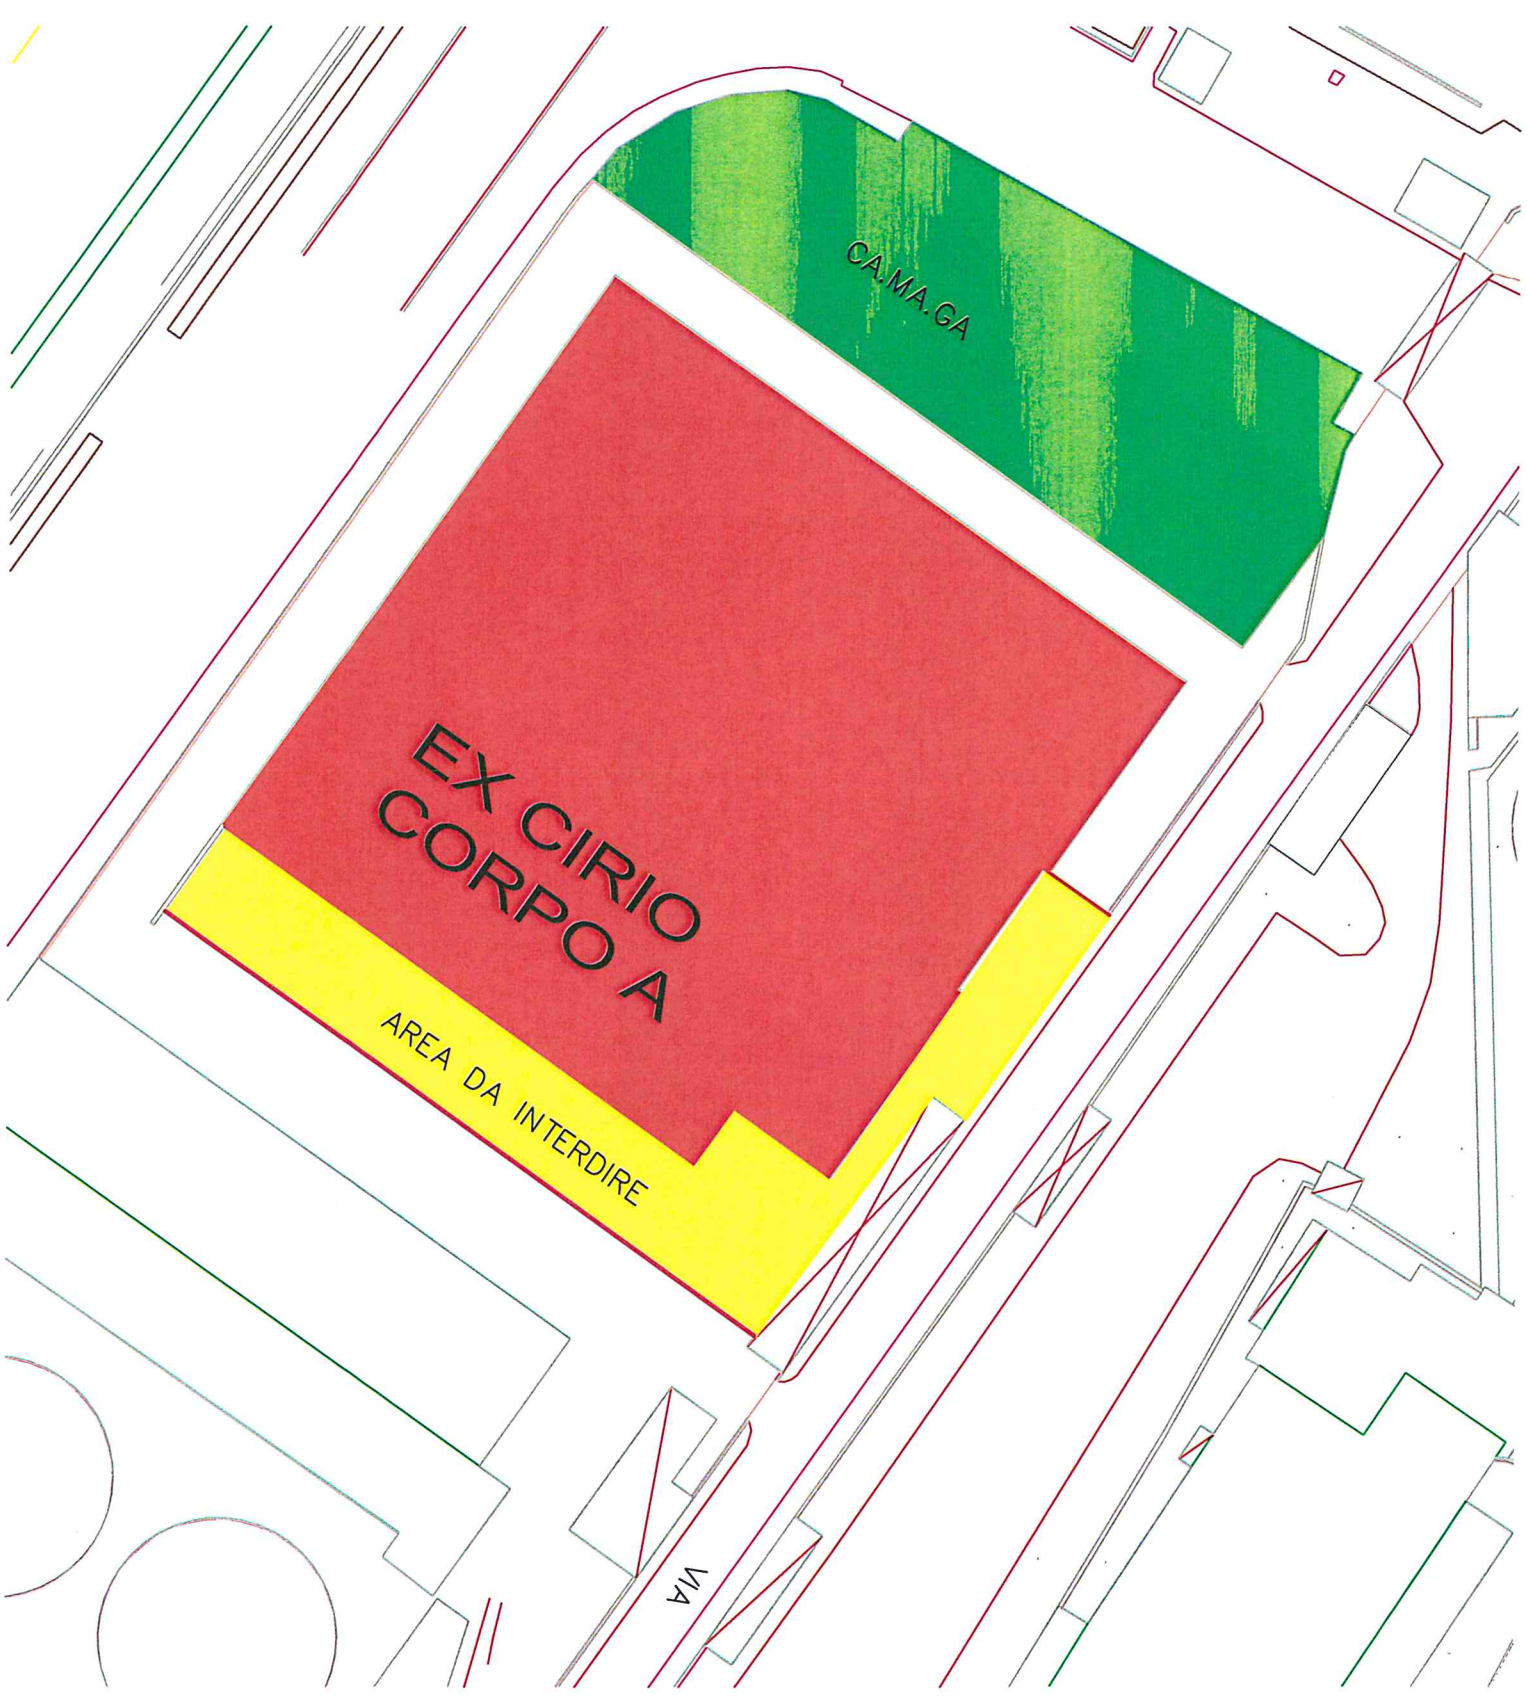 CA.MA.GA
EX CIRIO
CORPO A
AREA DA INTERDIRE
VIA